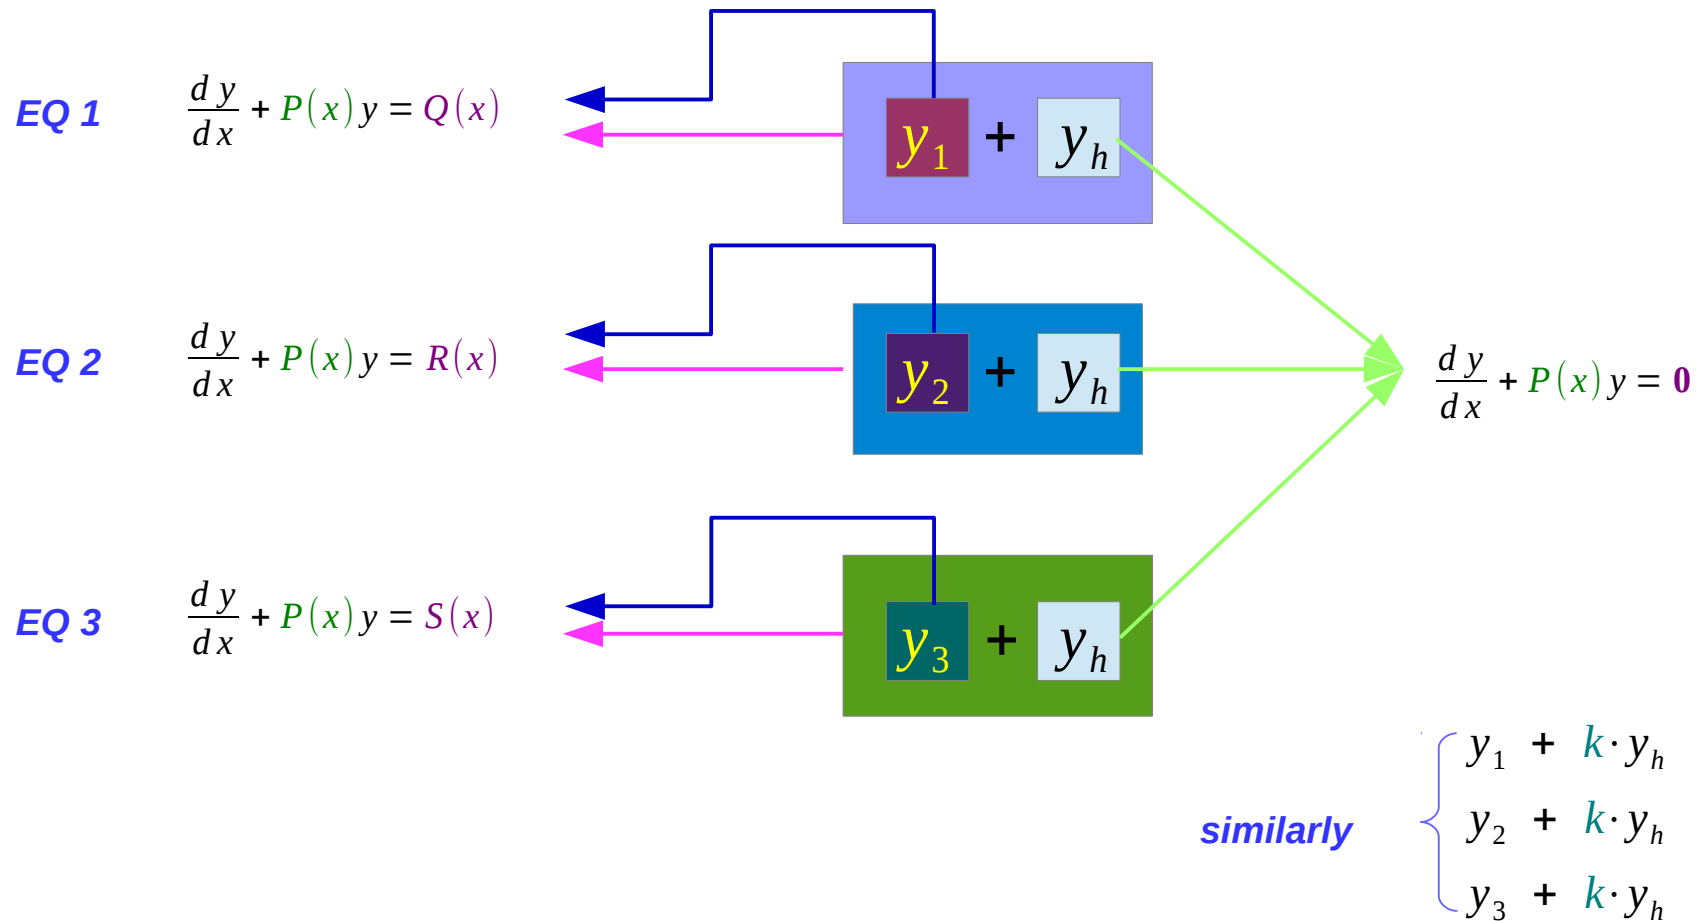 EQ 1 dy/dx + P(x) y = Q(x) y₁ + yₕ
EQ 2 dy/dx + P(x) y = R(x) y₂ + yₕ dy/dx + P(x) y = 0
EQ 3 dy/dx + P(x) y = S(x) y₃ + yₕ
similarly
y₁ + k·yₕ
y₂ + k·yₕ
y₃ + k·yₕ